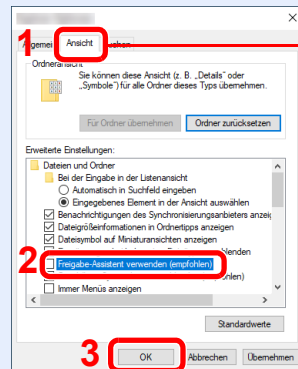 1
Allgemein Ansicht Suchen
Ordneransicht
Sie können diese Ansicht (z. B. „Details" oder
„Symbole") für alle Ordner dieses Typs übernehmen.
Für Ordner übernehmen Ordner zurücksetzen
Erweiterte Einstellungen:
Dateien und Ordner
Bei der Eingabe in der Listenansicht
Automatisch in Suchfeld eingeben
Eingegebenes Element in der Ansicht auswählen
Benachrichtigungen des Synchronisierungsanbieters anzeig
Dateigrößeinformationen in Ordnertipps anzeigen
Dateisymbol auf Miniaturansichten anzeigen
2
Freigabe-Assistent verwenden (empfohlen)
Immer Menüs anzeigen
Standardwerte
3
OK Abbrechen Übernehmen